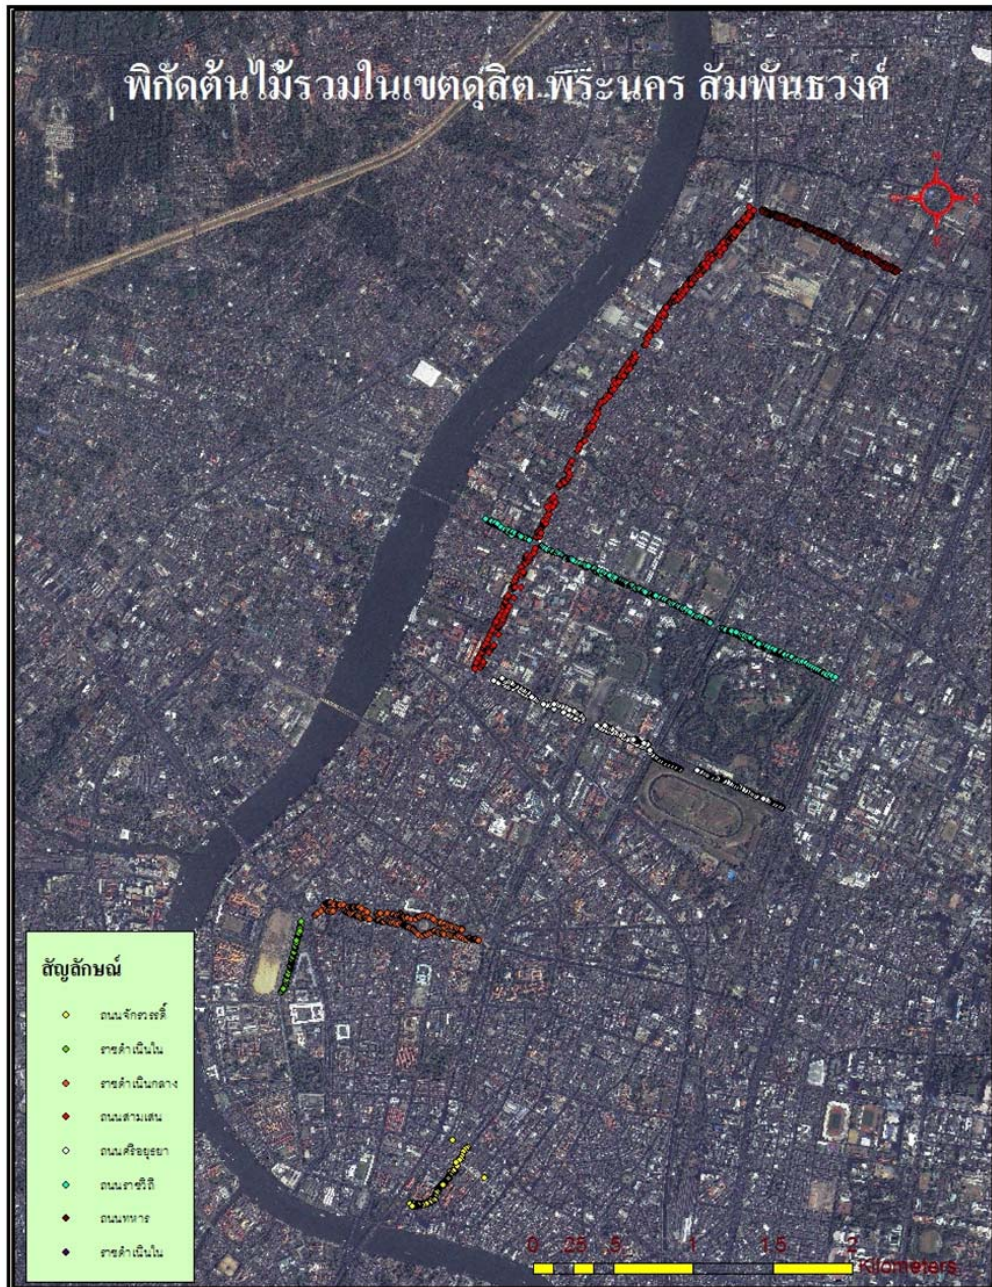 พิกัดต้นไม้รวมในเขตดุสิต พระนคร สัมพันธวงศ์
สัญลักษณ์
ถนนจักรวรรดิ์
ราชดำเนินใน
ราชดำเนินกลาง
ถนนสามเสน
ถนนศรีอยุธยา
ถนนราชวิถี
ถนนทหาร
ราชดำเนินใน
0 .25 .5 1 1.5 2
Kilometers